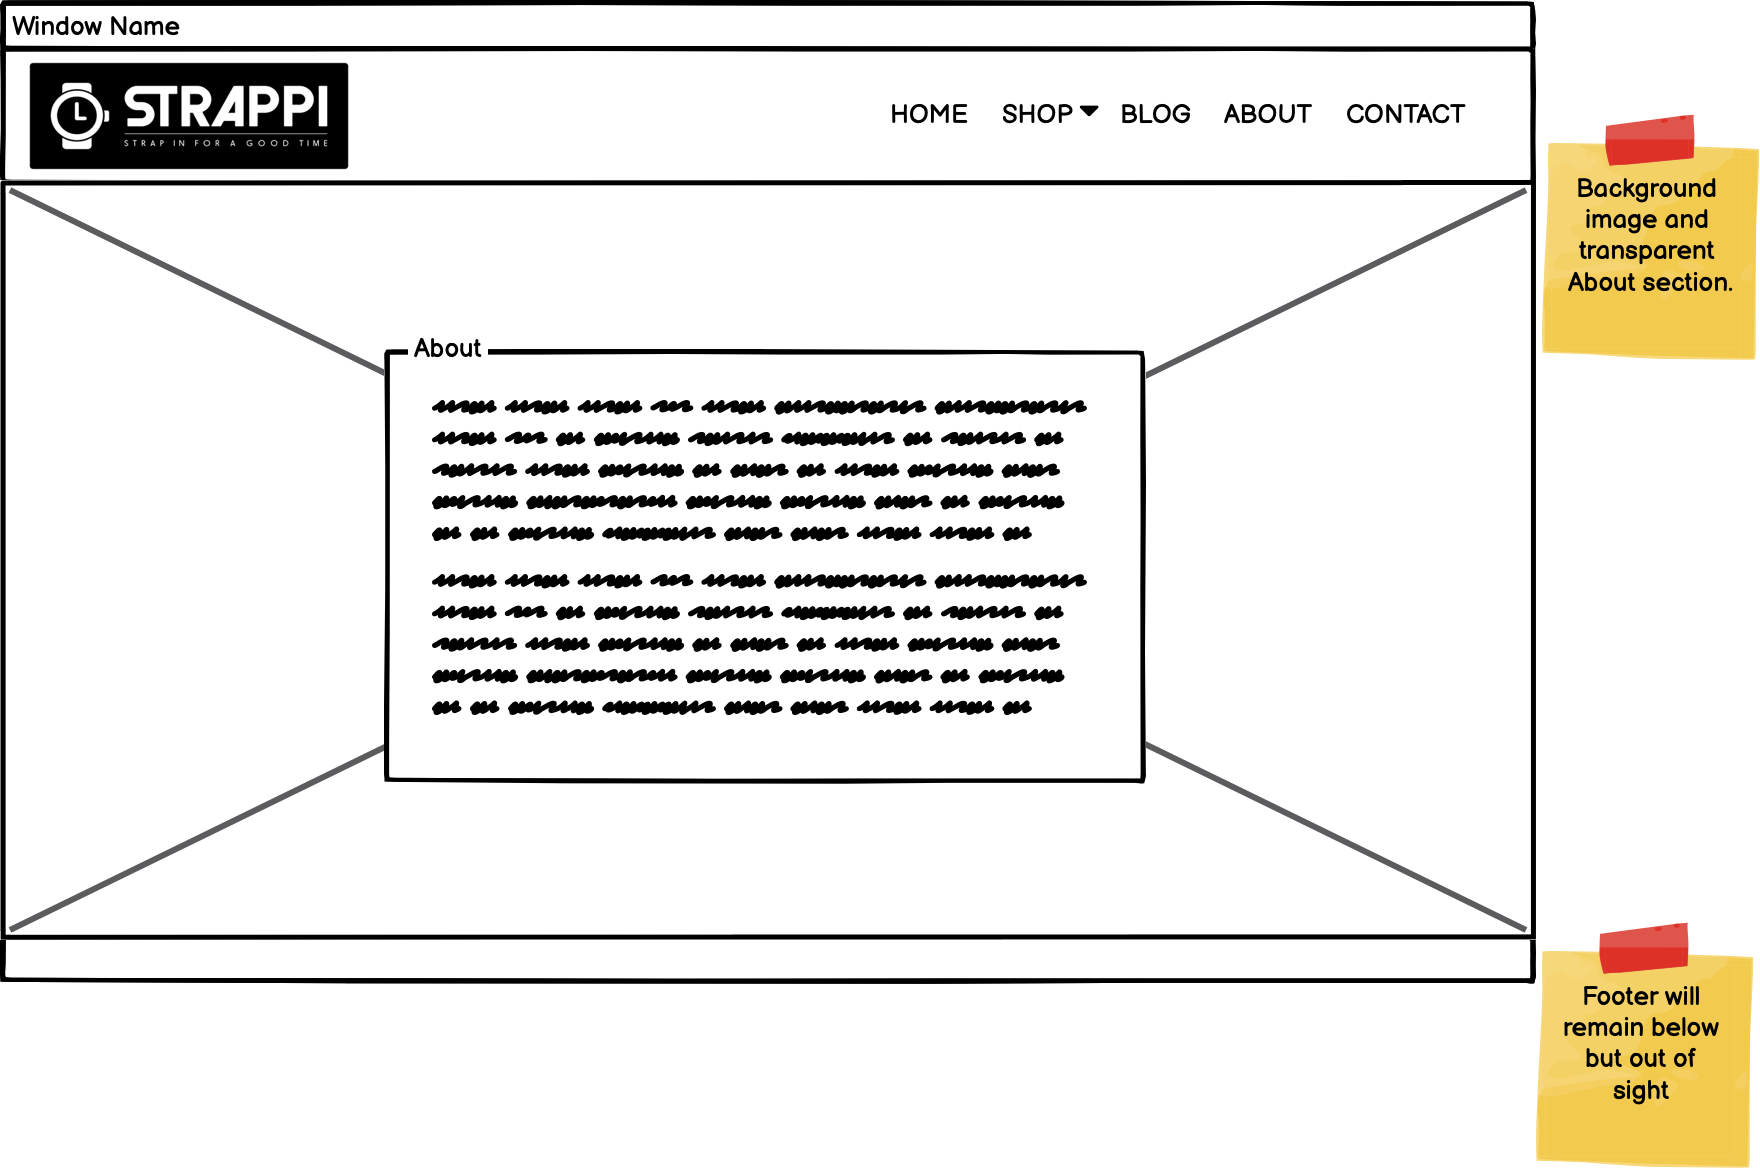 Window Name
STRAPPI
STRAP IN FOR A GOOD TIME
HOME SHOP BLOG ABOUT CONTACT
Background
image and
transparent
About section.
About
Footer will
remain below
but out of
sight